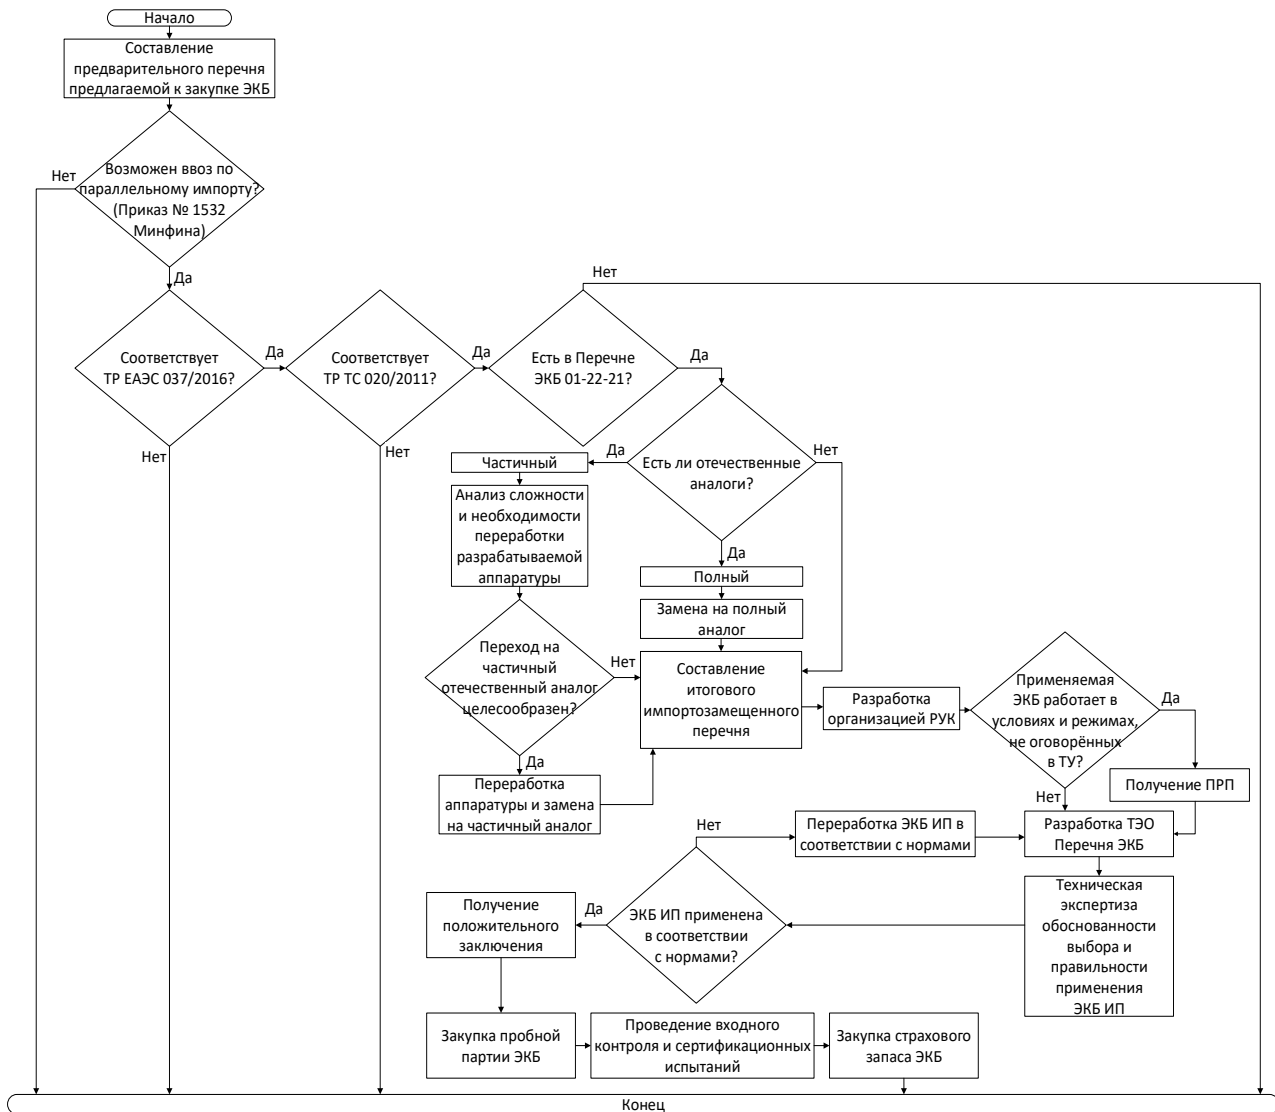 Начало
Составление
предварительного перечня
предлагаемой к закупке ЭКБ
Возможен ввоз по
параллельному импорту?
(Приказ № 1532
Минфина)
Нет
Да
Соответствует
ТР ЕАЭС 037/2016?
Да
Нет
Соответствует
ТР ТС 020/2011?
Да
Нет
Есть в Перечне
ЭКБ 01-22-21?
Нет
Да
Есть ли отечественные
аналоги?
Да
Нет
Да
Частичный
Анализ сложности
и необходимости
переработки
разрабатываемой
аппаратуры
Полный
Замена на полный
аналог
Переход на
частичный
отечественный аналог
целесообразен?
Нет
Да
Переработка
аппаратуры и замена
на частичный аналог
Составление
итогового
импортозамещенного
перечня
Разработка
организацией РУК
Применяемая
ЭКБ работает в
условиях и режимах,
не оговорённых
в ТУ?
Да
Нет
Получение ПРП
Разработка ТЭО
Перечня ЭКБ
Переработка ЭКБ ИП в
соответствии с нормами
Нет
Техническая
экспертиза
обоснованности
выбора и
правильности
применения
ЭКБ ИП
ЭКБ ИП применена
в соответствии
с нормами?
Да
Получение
положительного
заключения
Закупка пробной
партии ЭКБ
Проведение входного
контроля и сертификационных
испытаний
Закупка страхового
запаса ЭКБ
Конец